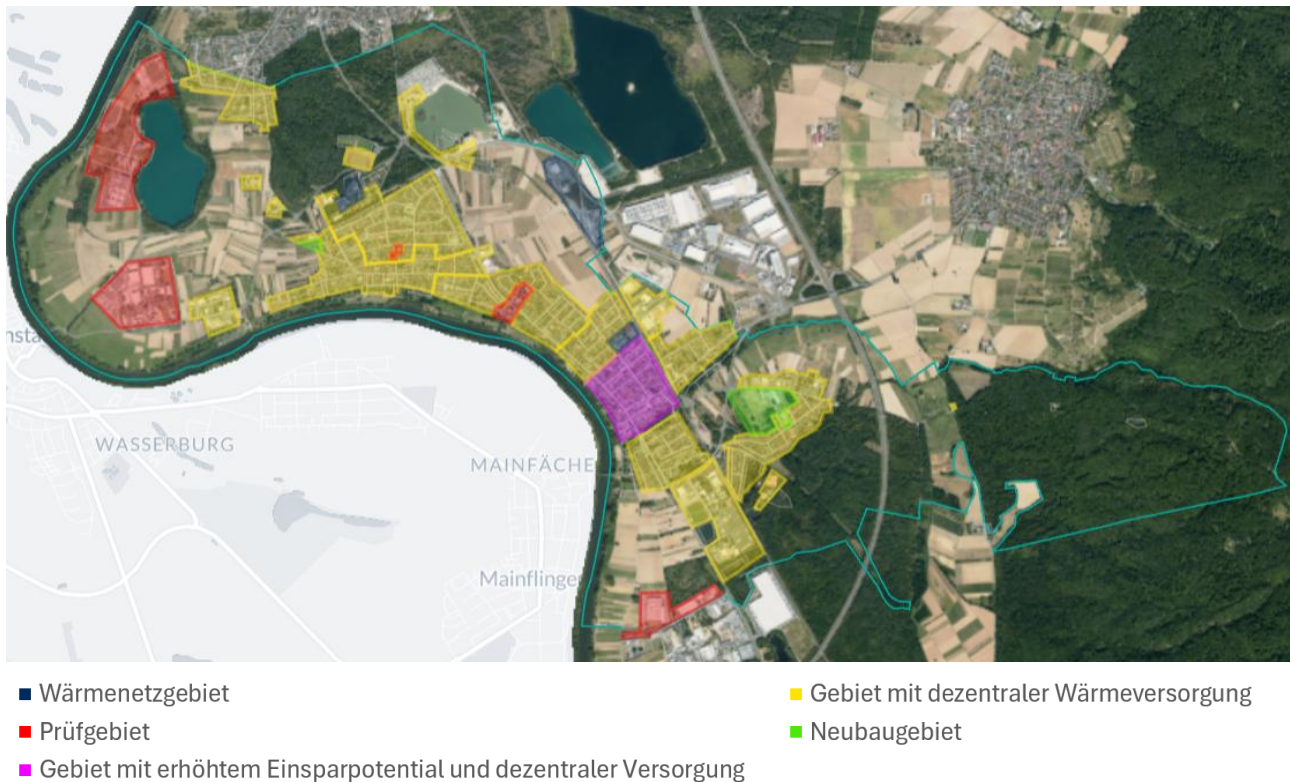 nsta
WASSERBURG
MAINFÄCHE
Mainflinge
Wärmenetzgebiet
Gebiet mit dezentraler Wärmeversorgung
Prüfgebiet
Neubaugebiet
Gebiet mit erhöhtem Einsparpotential und dezentraler Versorgung